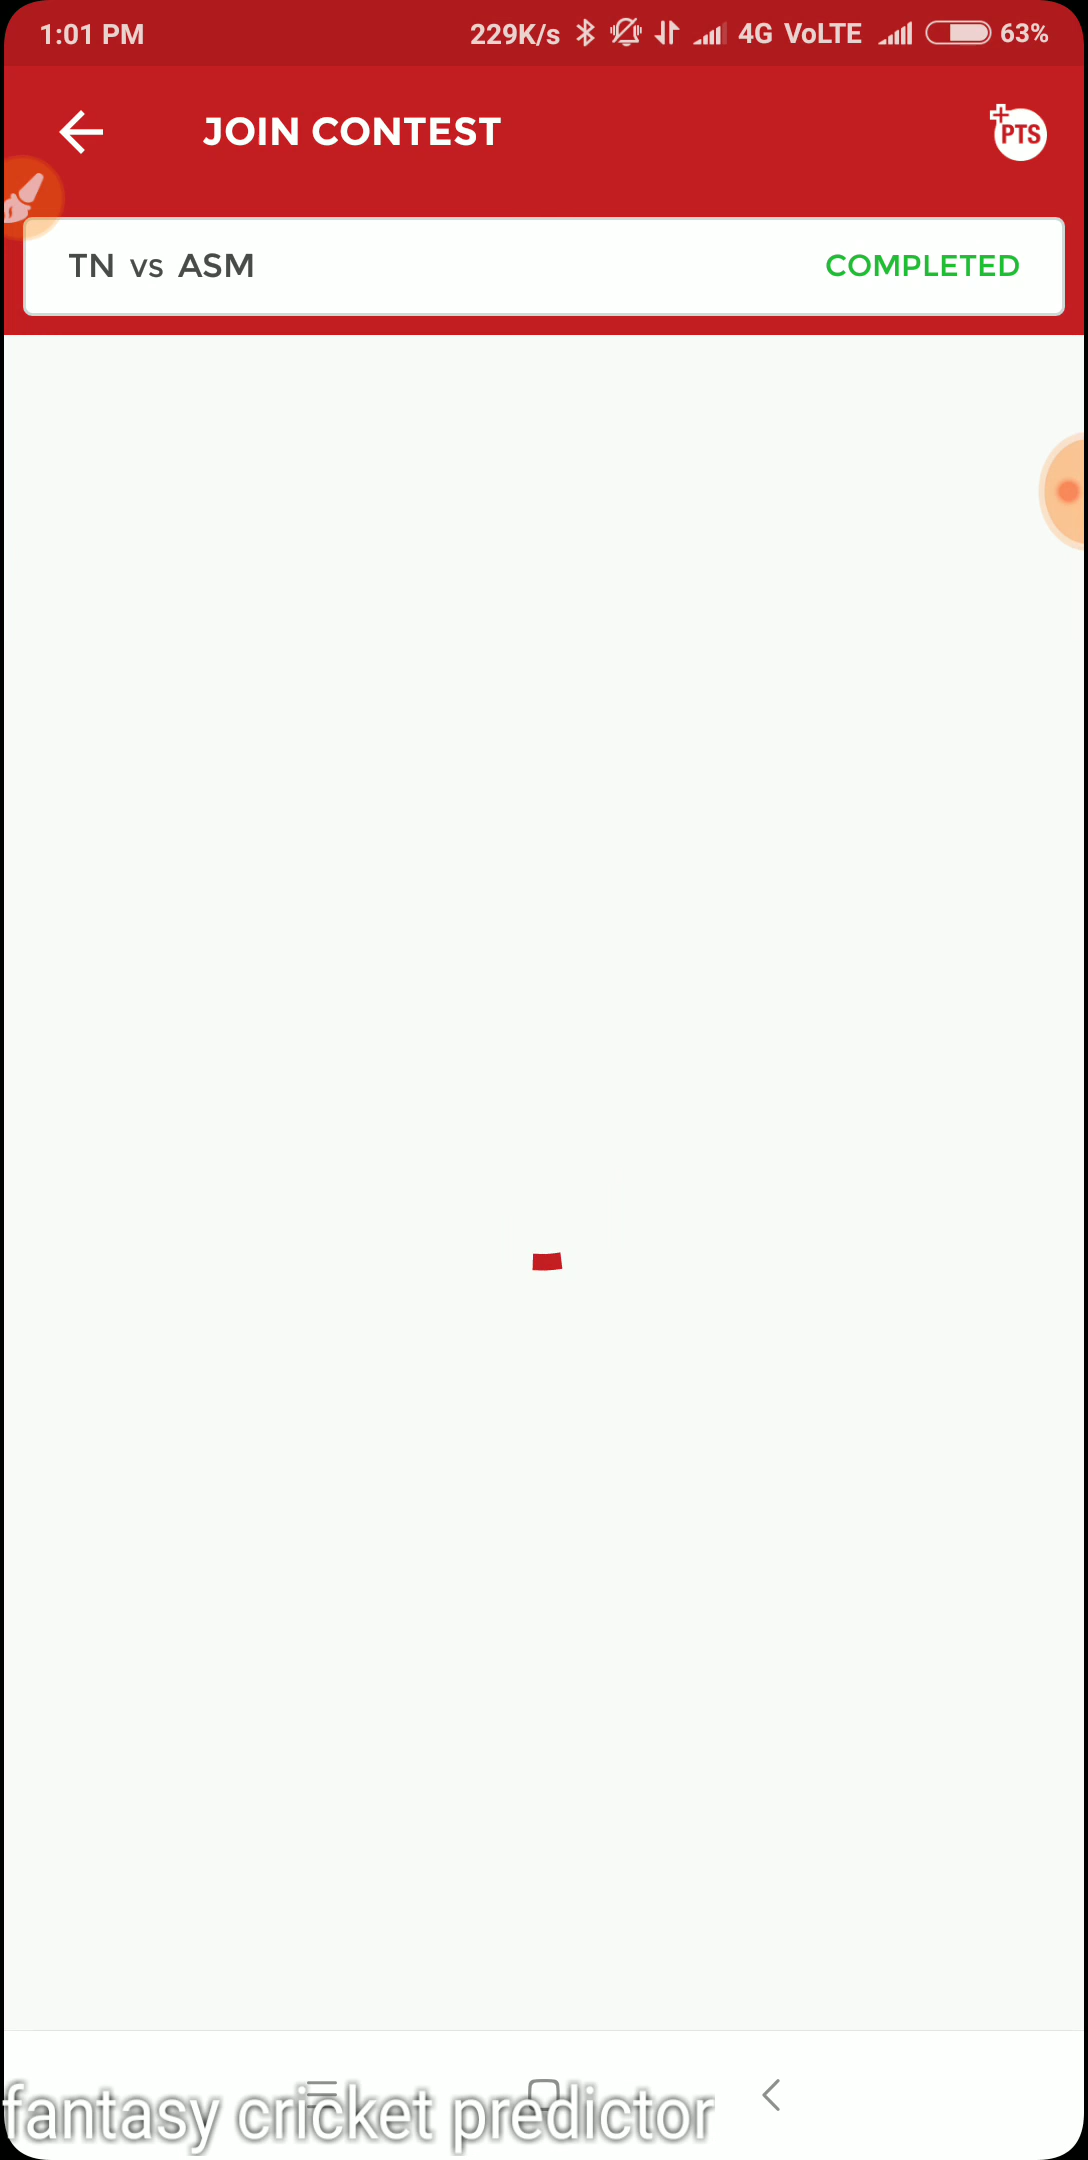 1:01 PM 229K/s 4G VoLTE 63%
JOIN CONTEST PTS
TN vs ASM COMPLETED
fantasy cricket predictor